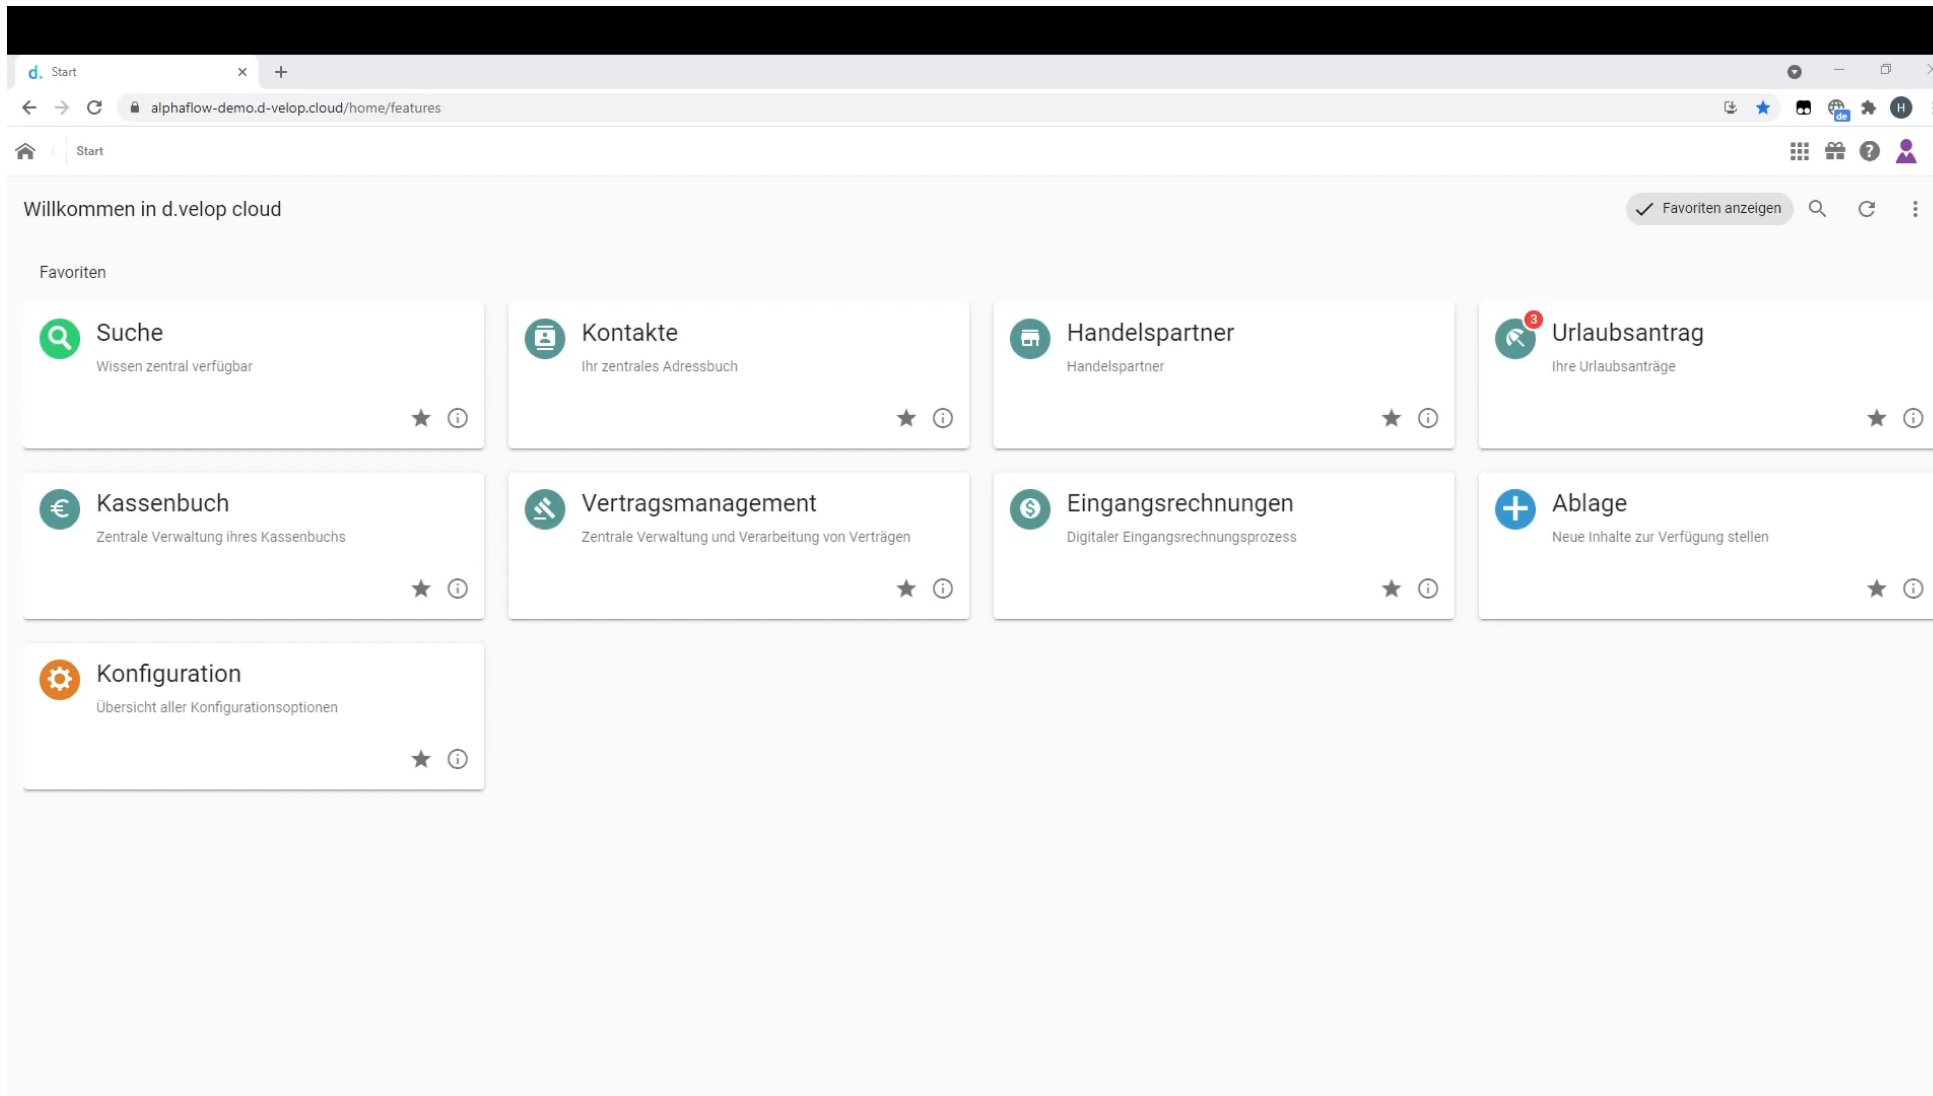 d. Start
alphaflow-demo.d-velop.cloud/home/features
de
H
Start
Willkommen in d.velop cloud
Favoriten anzeigen
Favoriten
Suche
Wissen zentral verfügbar
Kontakte
Ihr zentrales Adressbuch
Handelspartner
Handelspartner
3
Urlaubsantrag
Ihre Urlaubsanträge
Kassenbuch
Zentrale Verwaltung ihres Kassenbuchs
Vertragsmanagement
Zentrale Verwaltung und Verarbeitung von Verträgen
Eingangsrechnungen
Digitaler Eingangsrechnungsprozess
Ablage
Neue Inhalte zur Verfügung stellen
Konfiguration
Übersicht aller Konfigurationsoptionen